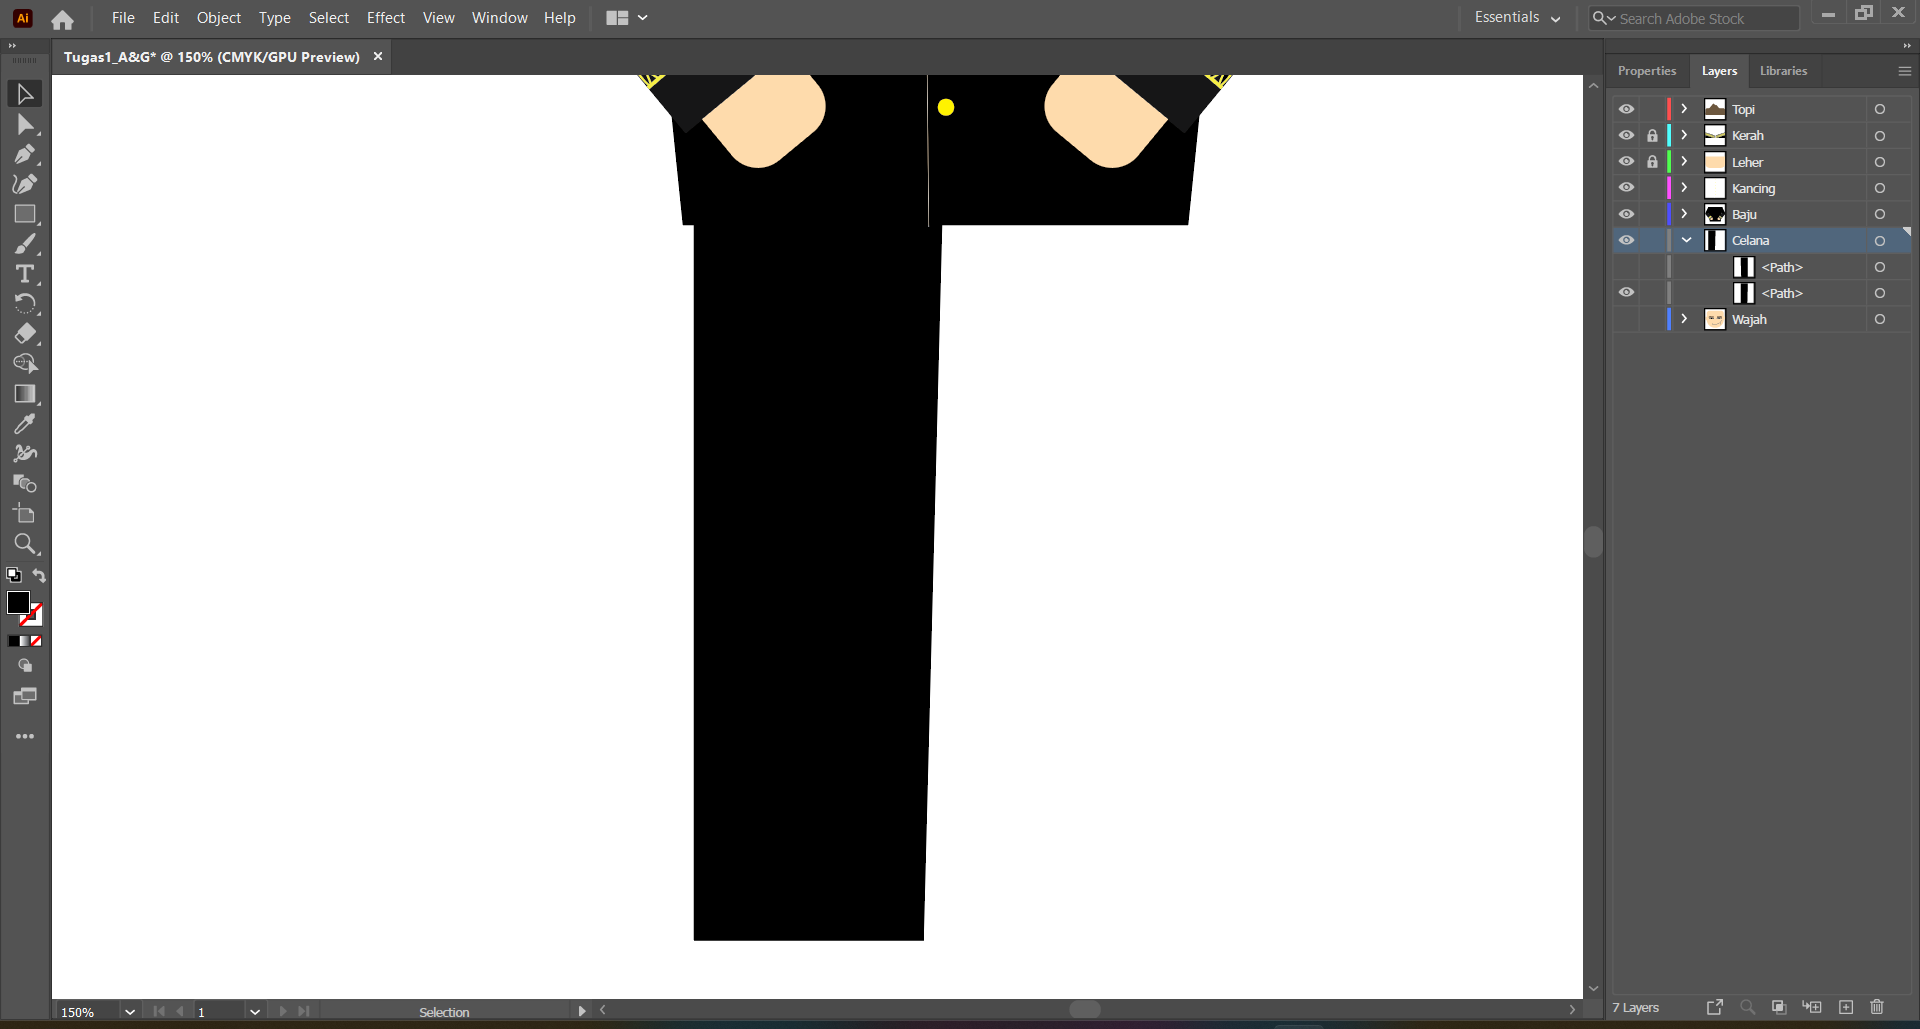 Ai File Edit Object Type Select Effect View Window Help Essentials Search Adobe Stock
Tugas1_A&G* @ 150% (CMYK/GPU Preview)
Properties Layers Libraries
Topi
Kerah
Leher
Kancing
Baju
Celana
<Path>
<Path>
Wajah
150% 1 Selection
7 Layers